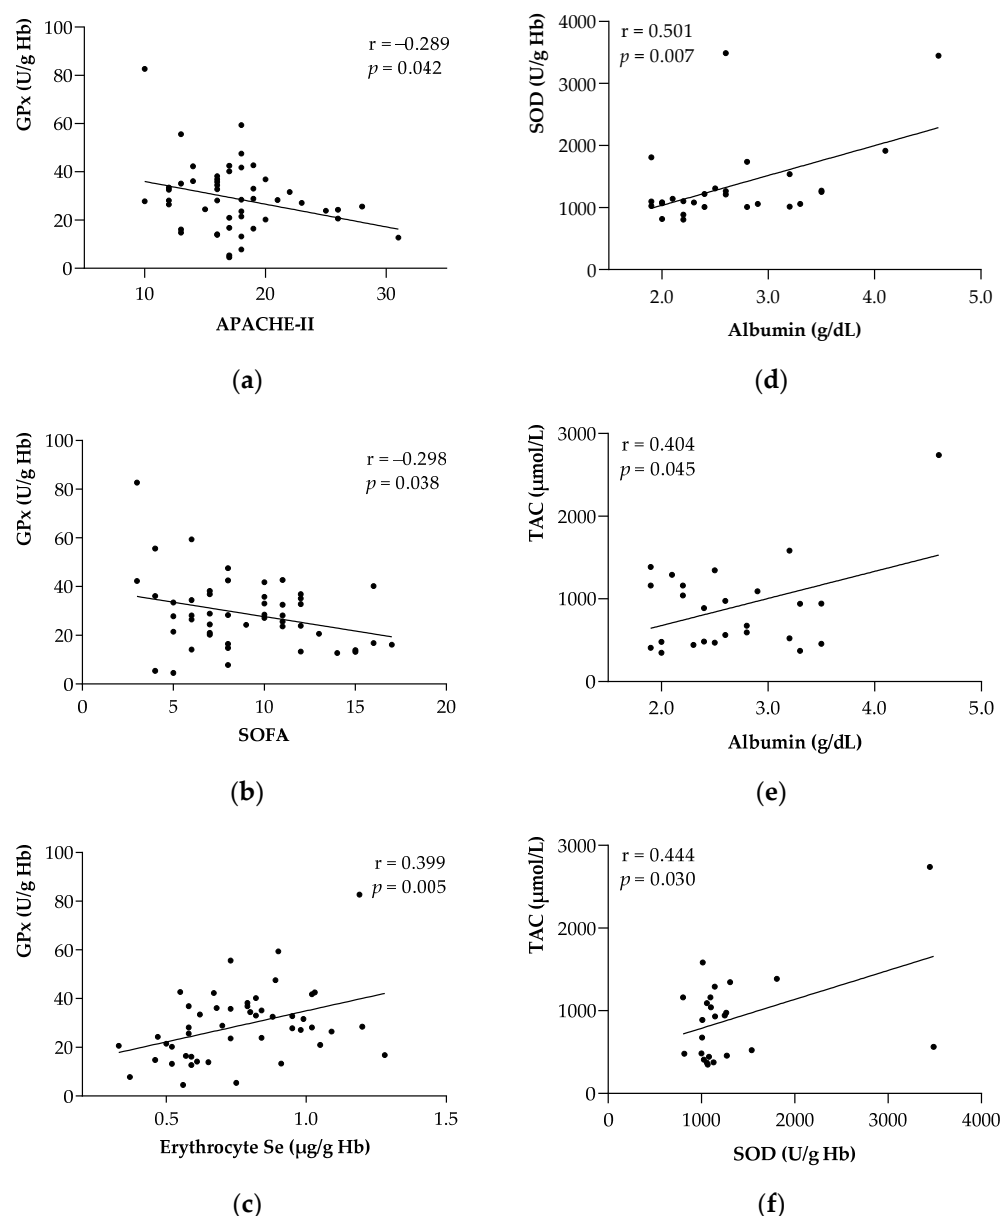 GPx (U/g Hb)
100
80
60
40
20
0
r = –0.289
p = 0.042
10 20 30
APACHE-II
(a)
SOD (U/g Hb)
4000
3000
2000
1000
0
r = 0.501
p = 0.007
2.0 3.0 4.0 5.0
Albumin (g/dL)
(d)
GPx (U/g Hb)
100
80
60
40
20
0
r = –0.298
p = 0.038
0 5 10 15 20
SOFA
(b)
TAC (µmol/L)
3000
2000
1000
0
r = 0.404
p = 0.045
2.0 3.0 4.0 5.0
Albumin (g/dL)
(e)
GPx (U/g Hb)
100
80
60
40
20
0
r = 0.399
p = 0.005
0.5 1.0 1.5
Erythrocyte Se (µg/g Hb)
(c)
TAC (µmol/L)
3000
2000
1000
0
r = 0.444
p = 0.030
0 1000 2000 3000 4000
SOD (U/g Hb)
(f)